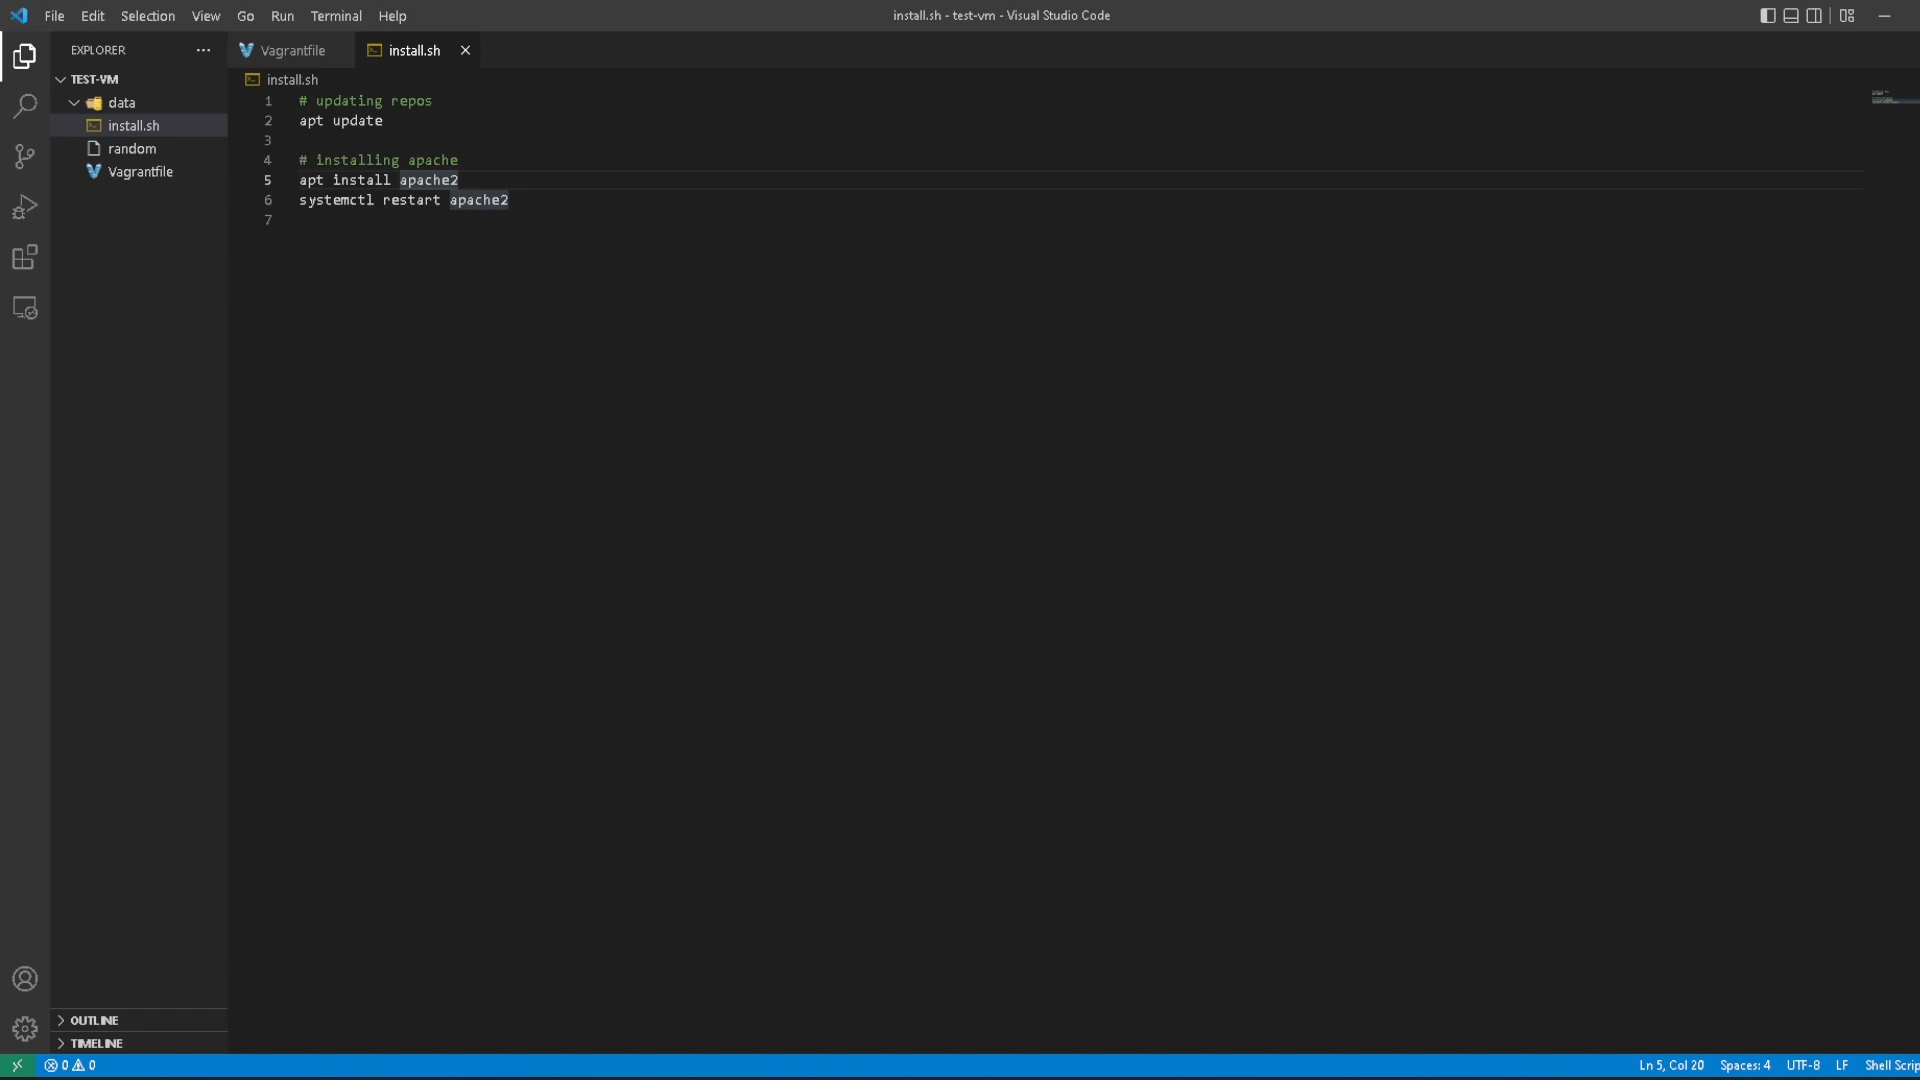 File Edit Selection View Go Run Terminal Help
install.sh - test-vm - Visual Studio Code
EXPLORER
TEST-VM
data
install.sh
random
Vagrantfile
OUTLINE
TIMELINE
Vagrantfile install.sh
install.sh
1 # updating repos
2 apt update
3
4 # installing apache
5 apt install apache2
6 systemctl restart apache2
7
0 0
Ln 5, Col 20 Spaces: 4 UTF-8 LF Shell Scrip